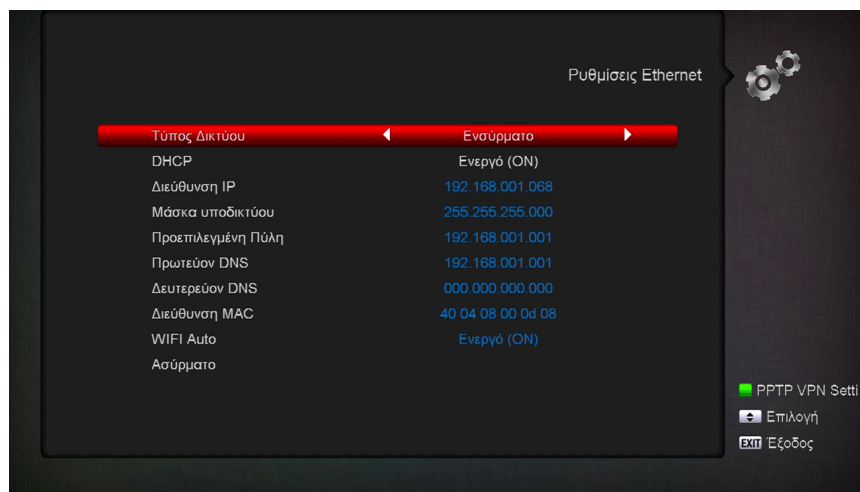 Ρυθμίσεις Ethernet
Τύπος Δικτύου Ενσύρματο
DHCP Ενεργό (ON)
Διεύθυνση IP 192.168.001.068
Μάσκα υποδικτύου 255.255.255.000
Προεπιλεγμένη Πύλη 192.168.001.001
Πρωτεύον DNS 192.168.001.001
Δευτερεύον DNS 000.000.000.000
Διεύθυνση MAC 40 04 08 00 0d 08
WIFI Auto Ενεργό (ON)
Ασύρματο
PPTP VPN Setti
Επιλογή
EXIT Έξοδος